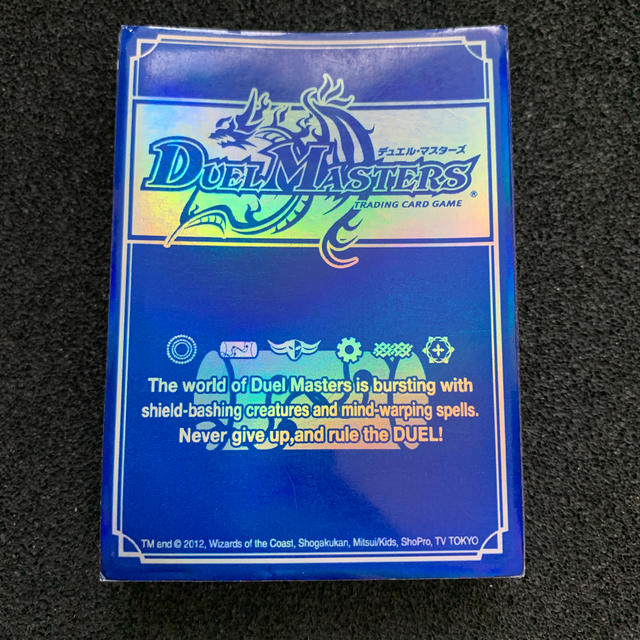 デュエル・マスターズ
DUEL MASTERS®
TRADING CARD GAME
The world of Duel Masters is bursting with
shield-bashing creatures and mind-warping spells.
Never give up,and rule the DUEL!
TM and © 2012, Wizards of the Coast, Shogakukan, Mitsui/Kids, ShoPro, TV TOKYO